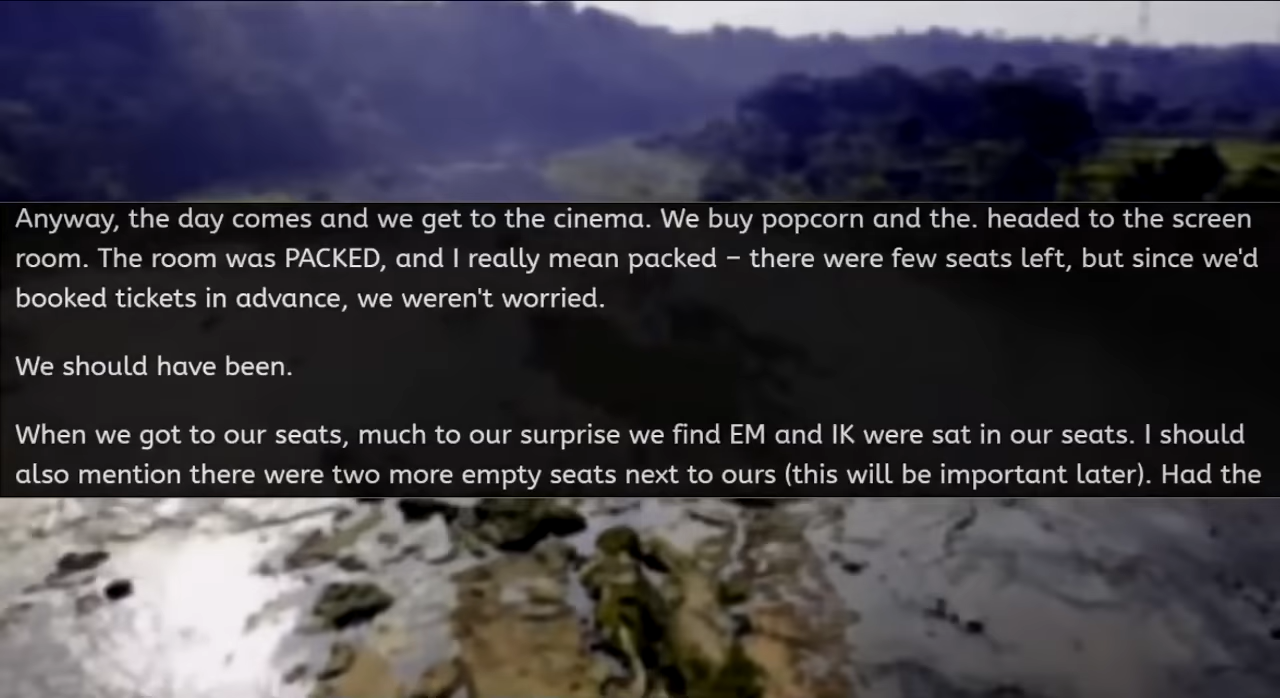 Anyway, the day comes and we get to the cinema. We buy popcorn and the. headed to the screen
room. The room was PACKED, and I really mean packed – there were few seats left, but since we'd
booked tickets in advance, we weren't worried.
We should have been.
When we got to our seats, much to our surprise we find EM and IK were sat in our seats. I should
also mention there were two more empty seats next to ours (this will be important later). Had the